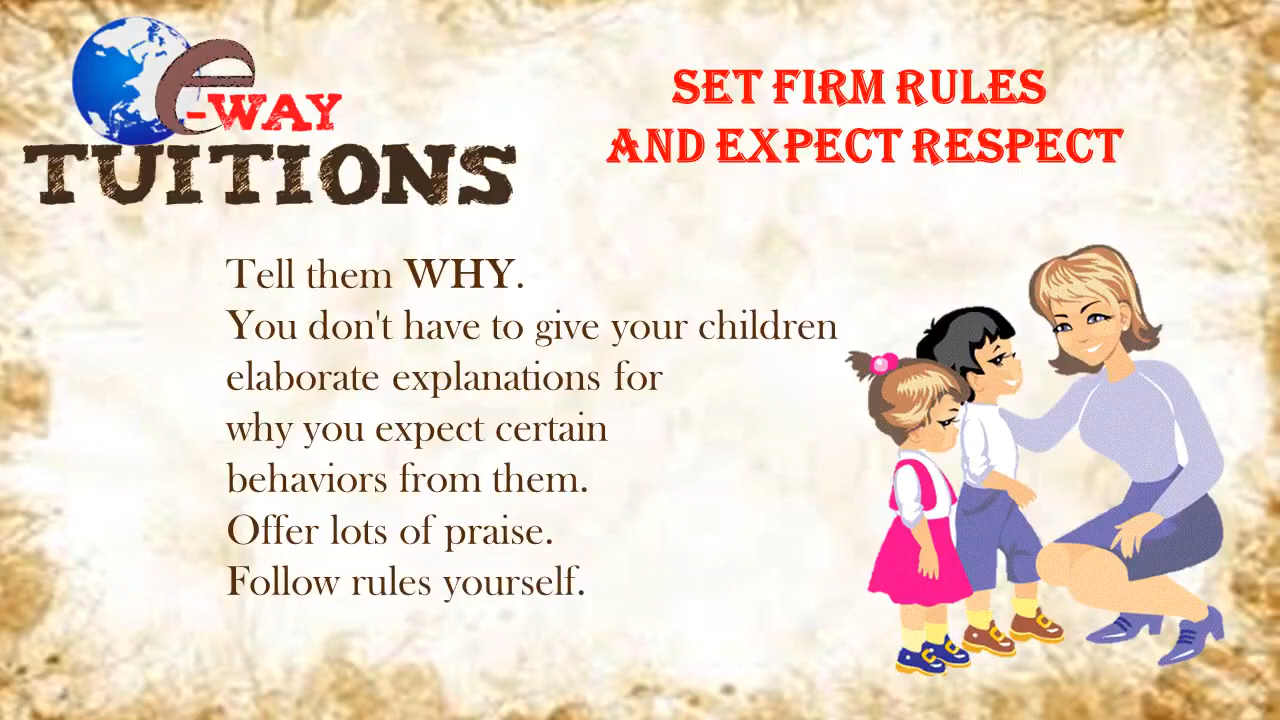 e-WAY
TUITIONS
SET FIRM RULES
AND EXPECT RESPECT
Tell them WHY.
You don't have to give your children
elaborate explanations for
why you expect certain
behaviors from them.
Offer lots of praise.
Follow rules yourself.